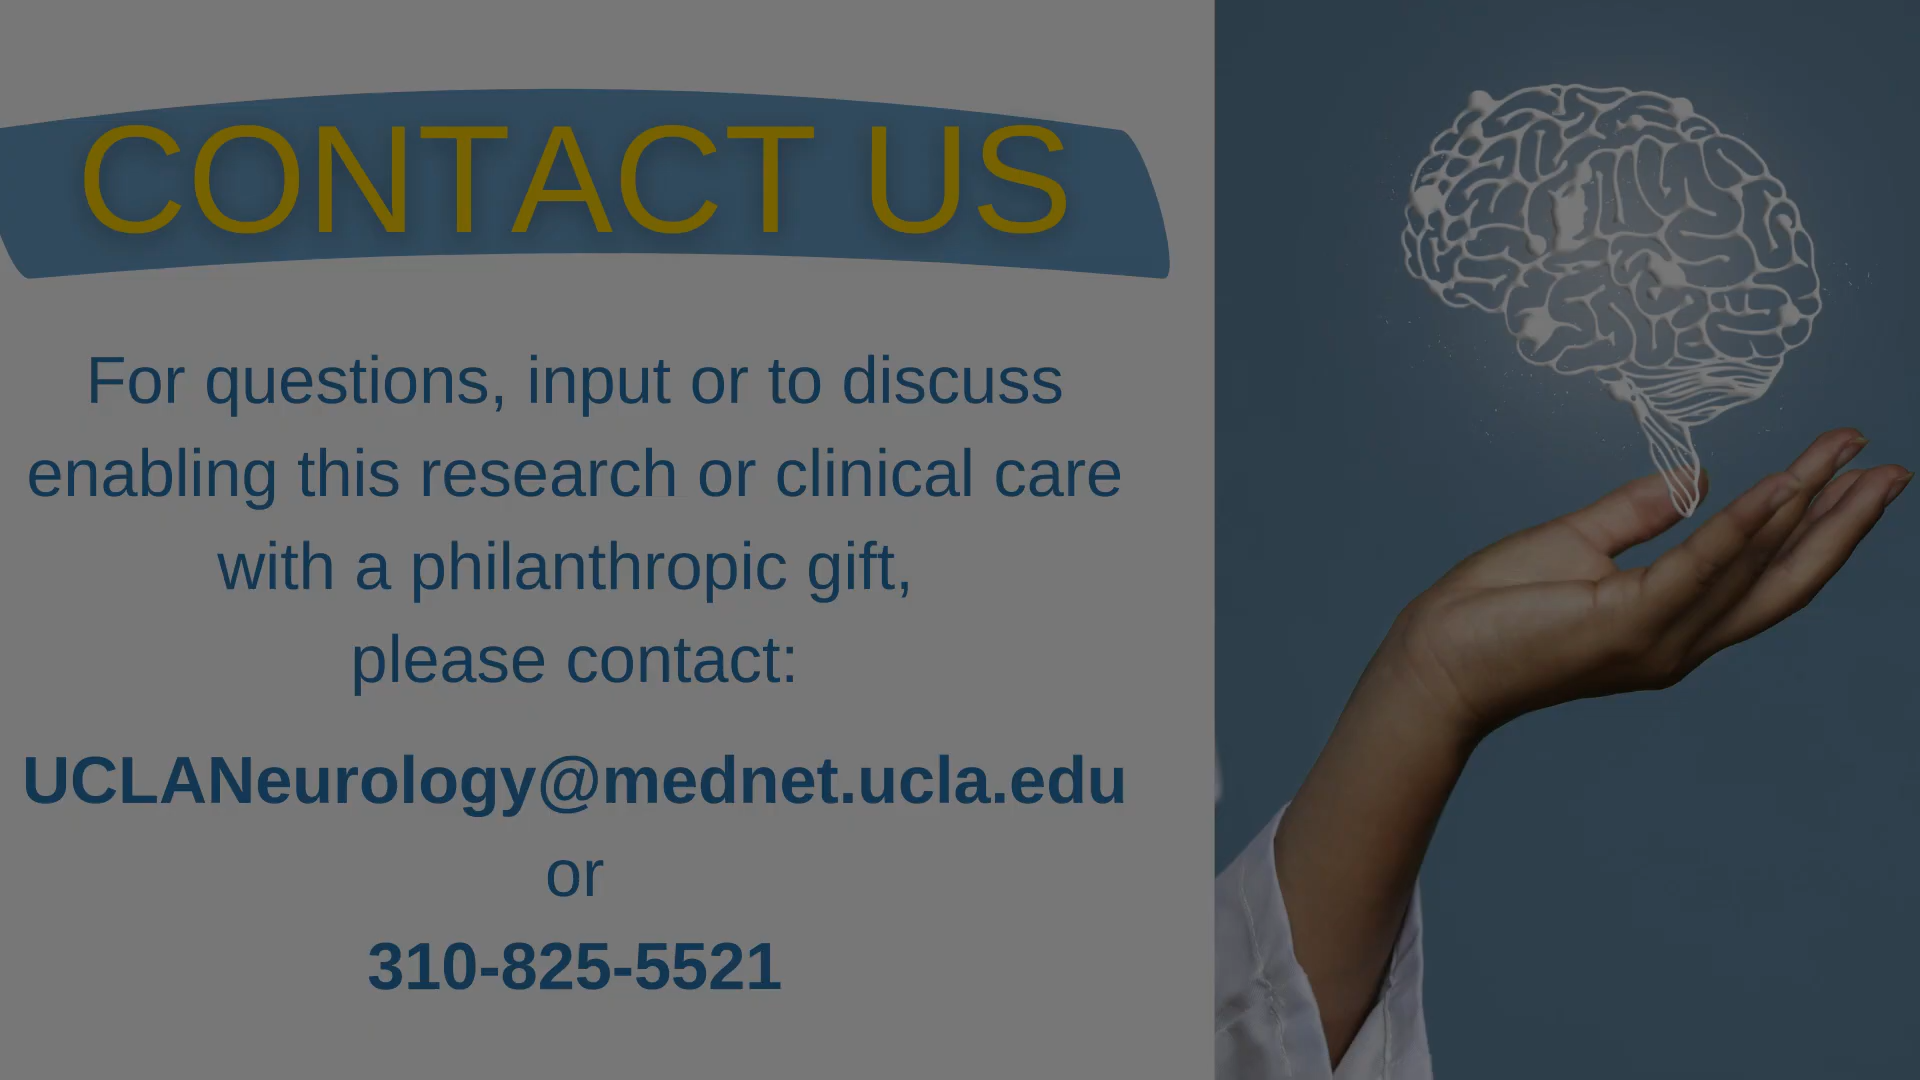 CONTACT US
For questions, input or to discuss
enabling this research or clinical care
with a philanthropic gift,
please contact:
UCLANeurology@mednet.ucla.edu
or
310-825-5521